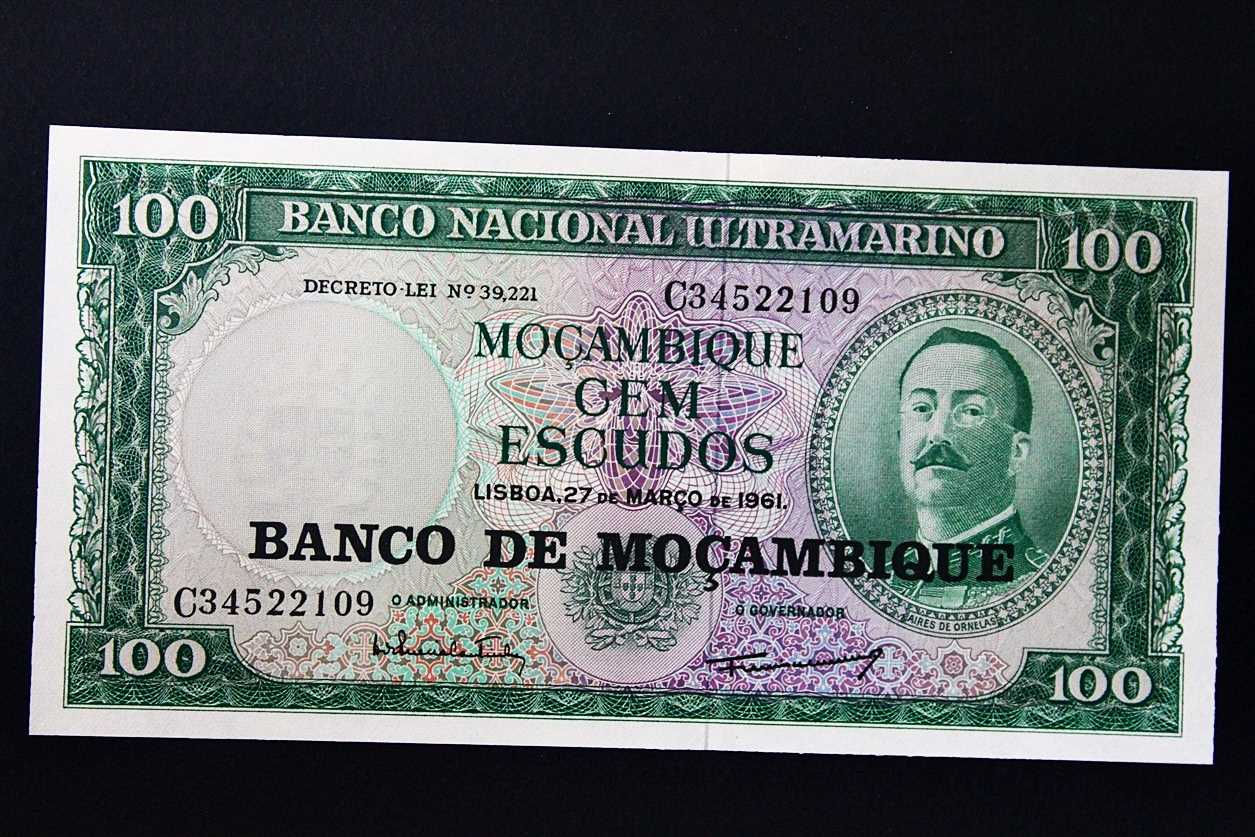 100 BANCO NACIONAL ULTRAMARINO 100
DECRETO-LEI Nº 39,221
C34522109
MOÇAMBIQUE
CEM
ESCUDOS
LISBOA, 27 DE MARÇO DE 1961.
BANCO DE MOÇAMBIQUE
C34522109
O ADMINISTRADOR
O GOVERNADOR
AIRES DE ORNELAS
100 100